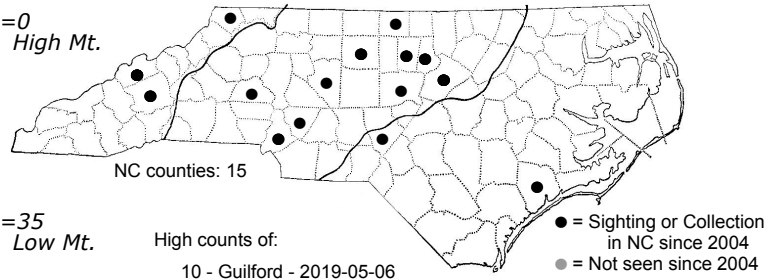 =0
High Mt.
NC counties: 15
=35
Low Mt.
High counts of:
10 - Guilford - 2019-05-06
= Sighting or Collection
in NC since 2004
= Not seen since 2004